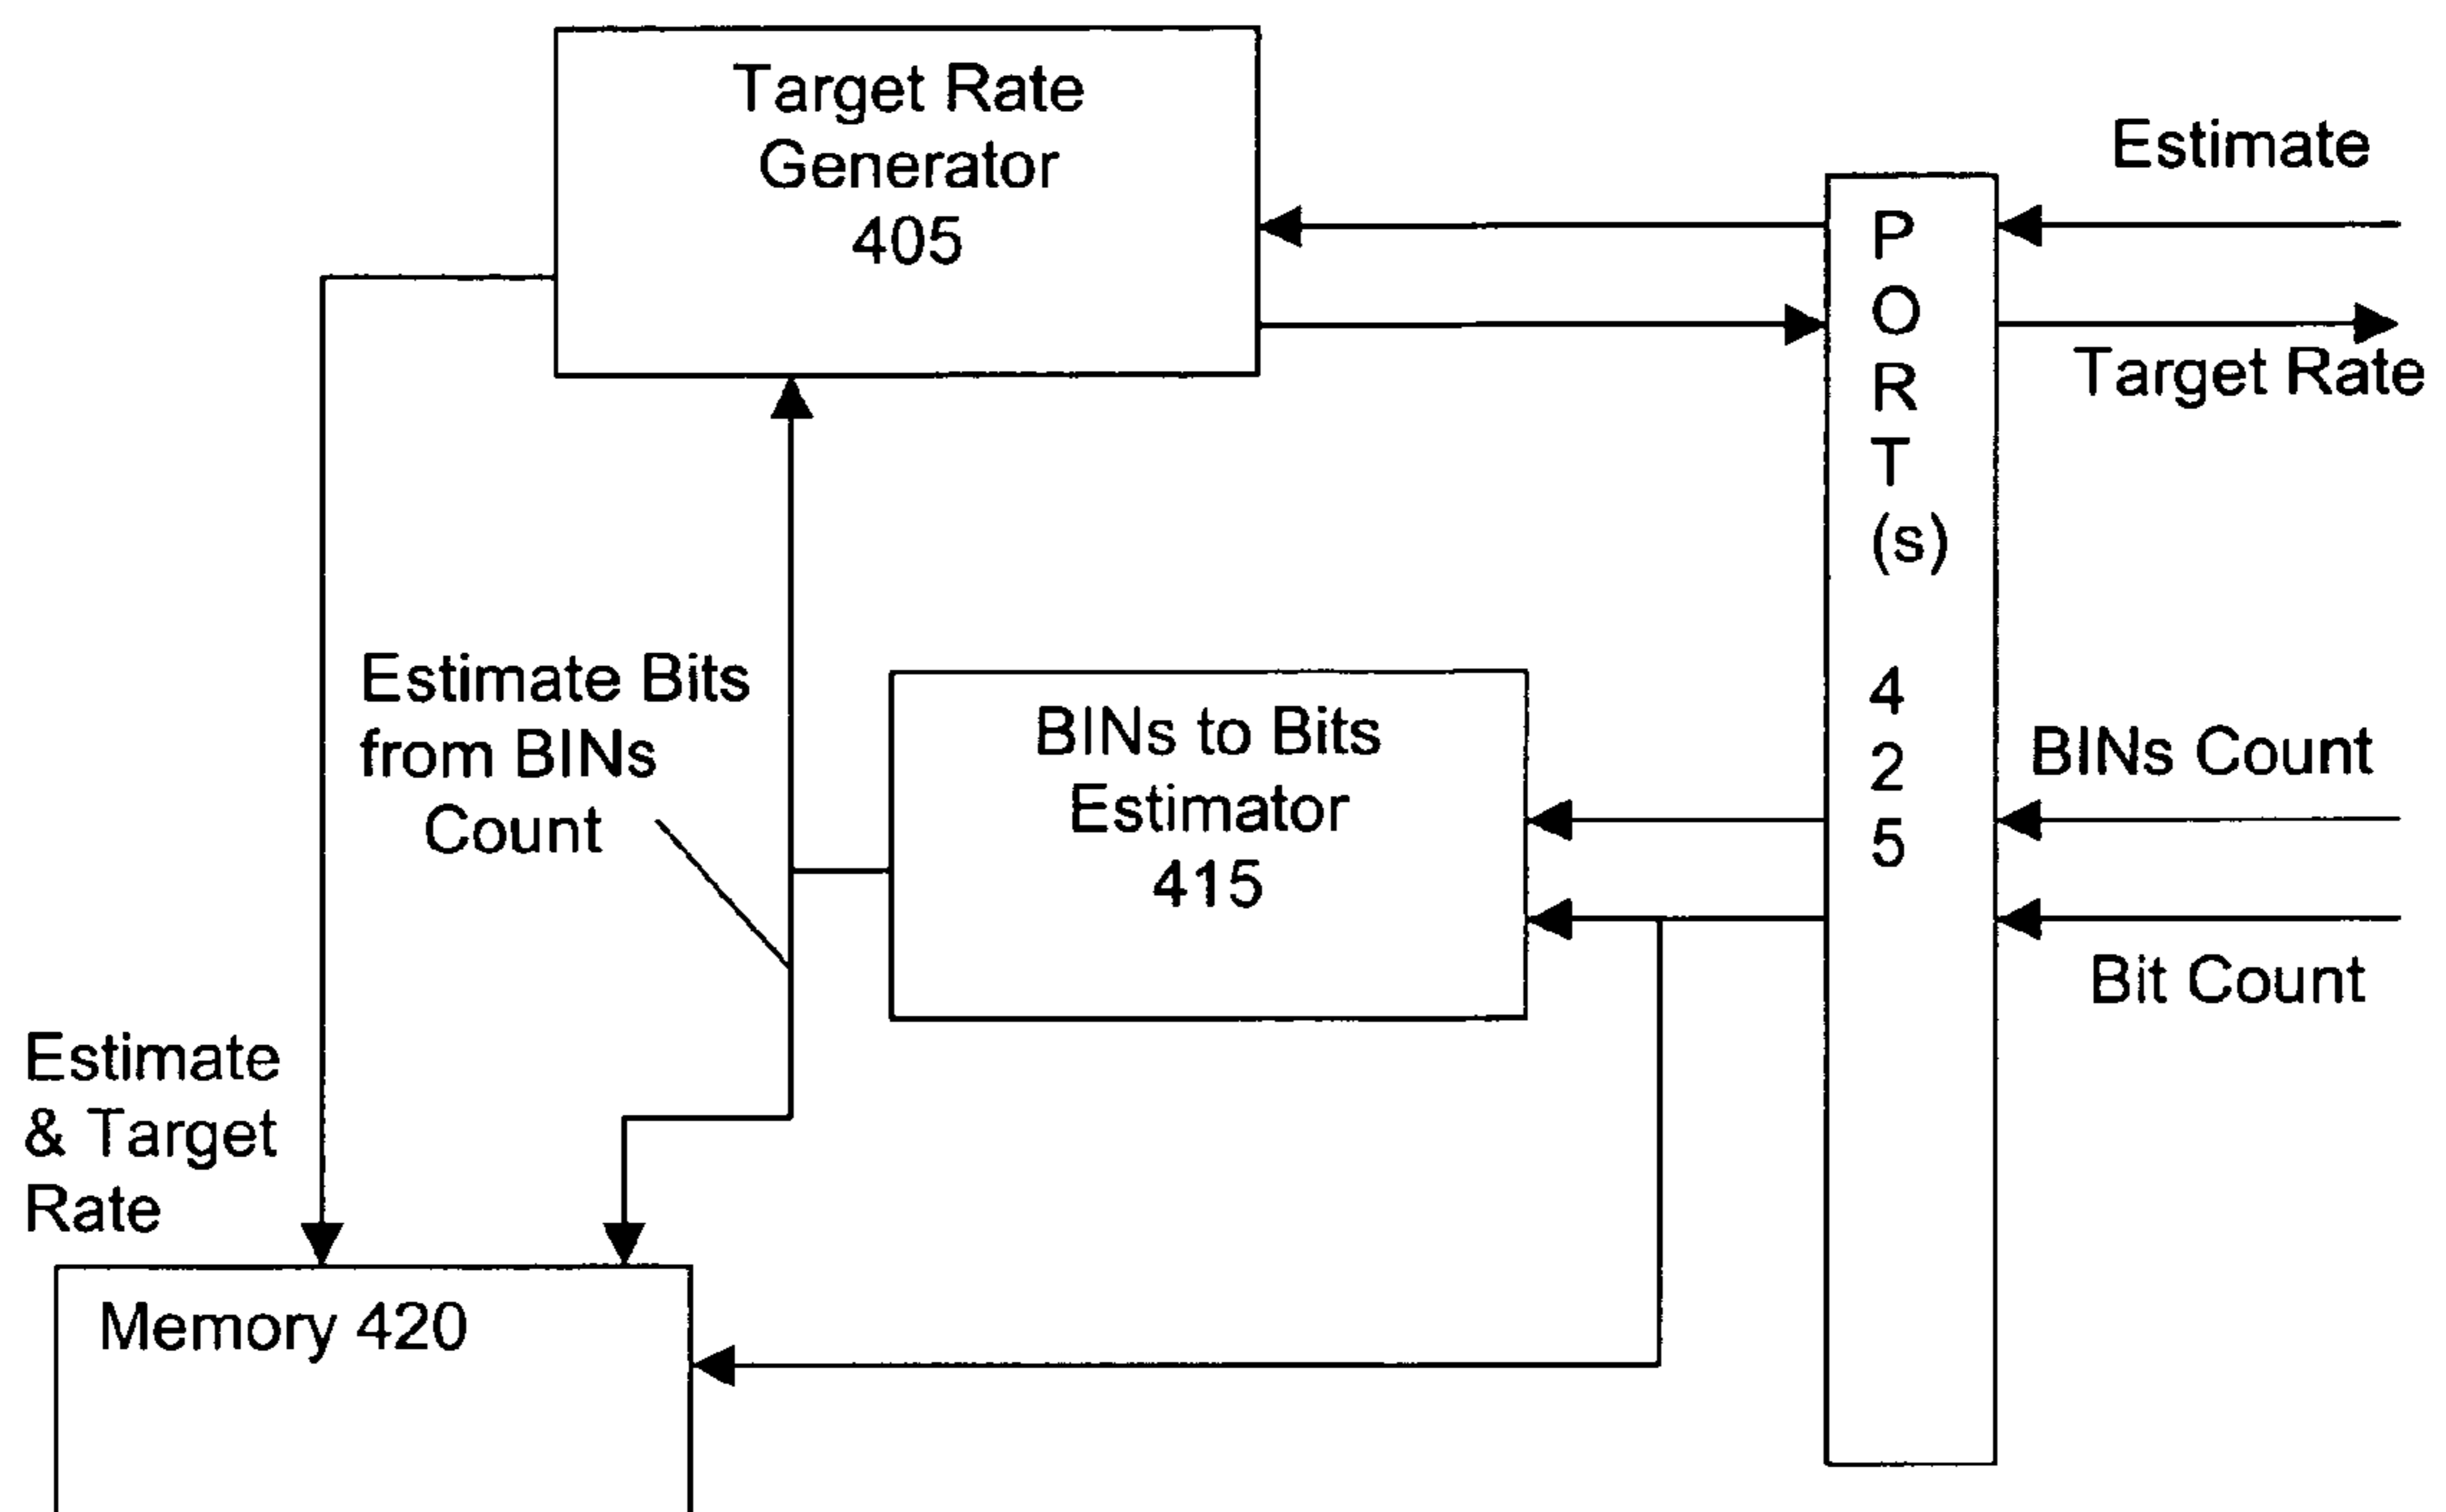 Target Rate
Generator
405
Estimate
Target Rate
P
O
R
T
(s)
4
2
5
Estimate Bits
from BINs
Count
BINs to Bits
Estimator
415
BINs Count
Bit Count
Estimate
& Target
Rate
Memory 420